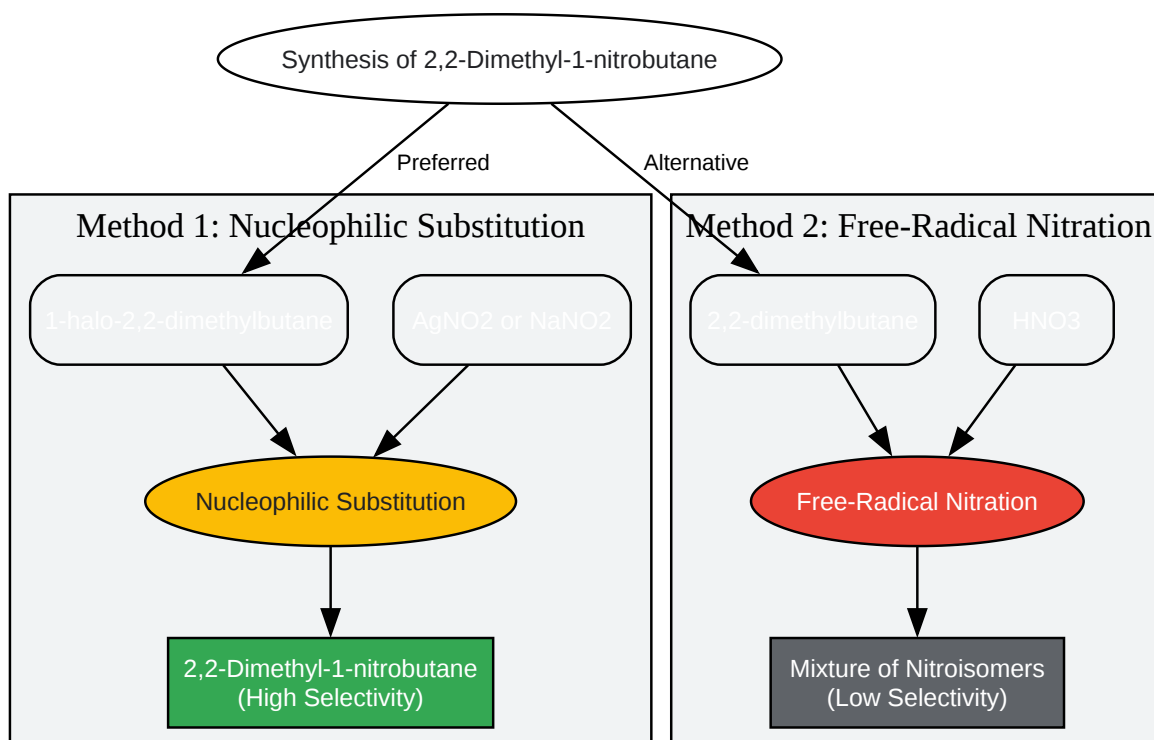 Synthesis of 2,2-Dimethyl-1-nitrobutane
Preferred
Alternative
Method 1: Nucleophilic Substitution
Method 2: Free-Radical Nitration
1-halo-2,2-dimethylbutane
AgNO2 or NaNO2
2,2-dimethylbutane
HNO3
Nucleophilic Substitution
Free-Radical Nitration
2,2-Dimethyl-1-nitrobutane
(High Selectivity)
Mixture of Nitroisomers
(Low Selectivity)